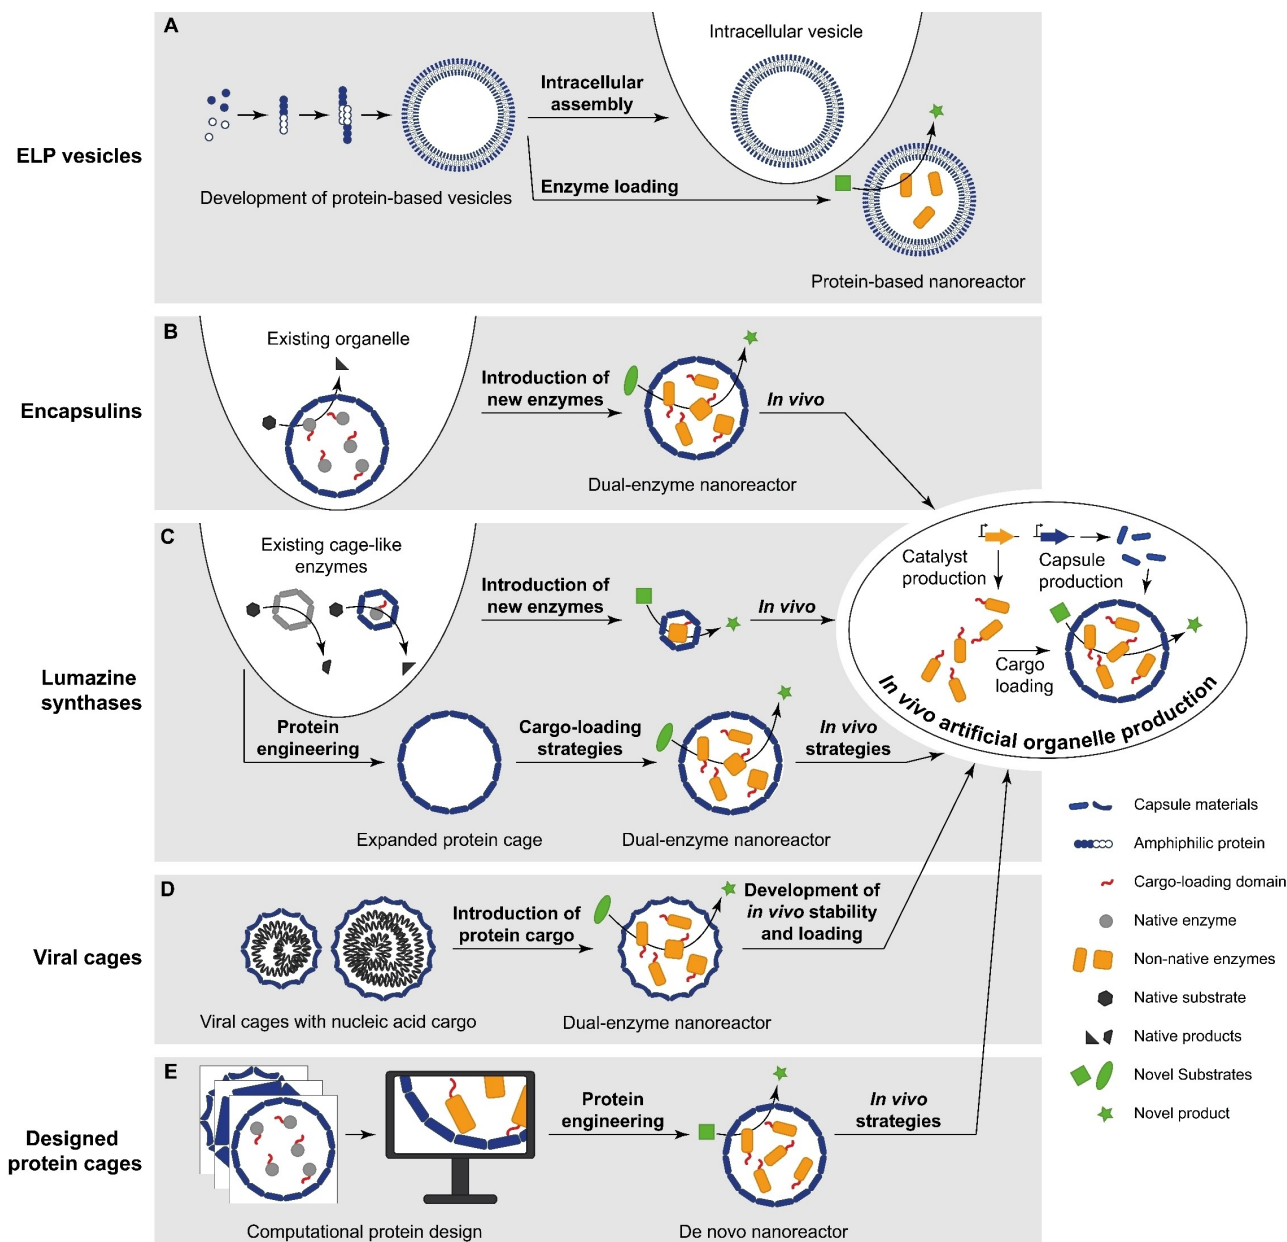 A
ELP vesicles
Development of protein-based vesicles
Intracellular
assembly
Enzyme loading
Intracellular vesicle
Protein-based nanoreactor
B
Encapsulins
Existing organelle
Introduction of
new enzymes
Dual-enzyme nanoreactor
In vivo
C
Lumazine
synthases
Existing cage-like
enzymes
Introduction of
new enzymes
In vivo
Protein
engineering
Expanded protein cage
Cargo-loading
strategies
Dual-enzyme nanoreactor
In vivo
strategies
Catalyst
production
Capsule
production
Cargo
loading
In vivo artificial organelle production
D
Viral cages
Viral cages with nucleic acid cargo
Introduction of
protein cargo
Dual-enzyme nanoreactor
Development of
in vivo stability
and loading
E
Designed
protein cages
Computational protein design
Protein
engineering
De novo nanoreactor
In vivo
strategies
Capsule materials
Amphiphilic protein
Cargo-loading domain
Native enzyme
Non-native enzymes
Native substrate
Native products
Novel Substrates
Novel product